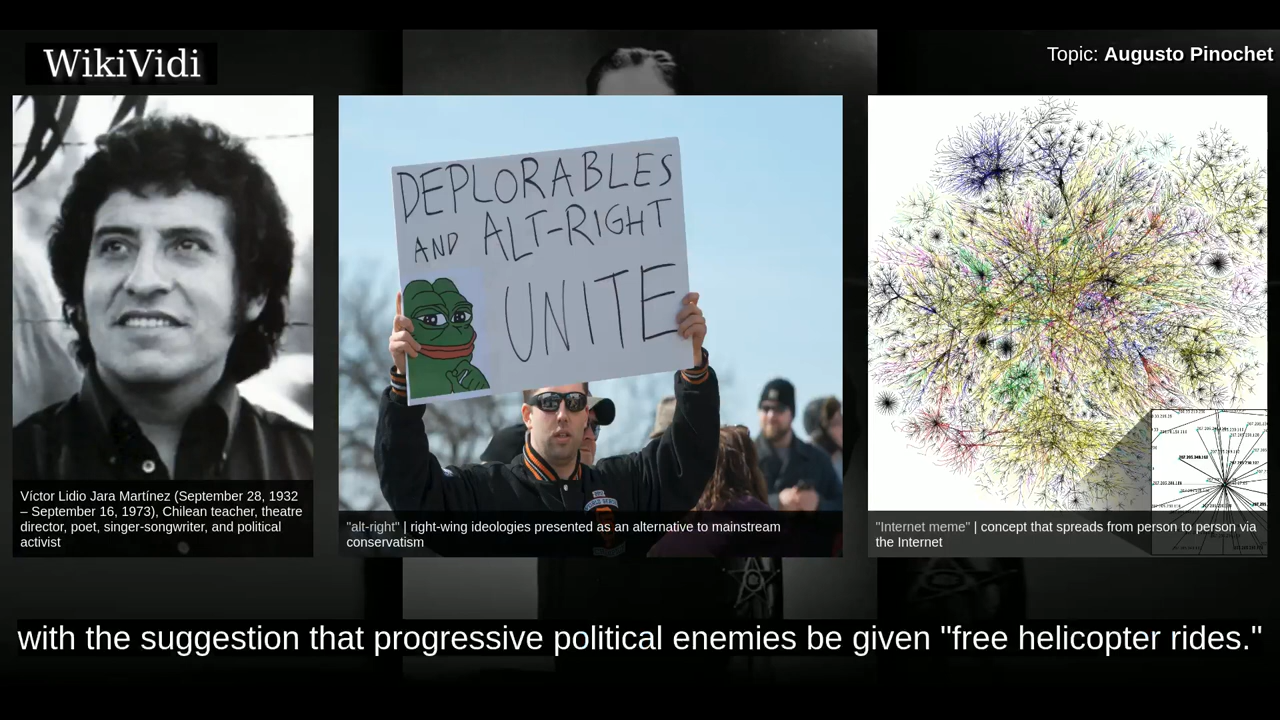 WikiVidi
Topic: Augusto Pinochet
DEPLORABLES
AND ALT-RIGHT
UNITE
Víctor Lidio Jara Martínez (September 28, 1932
– September 16, 1973), Chilean teacher, theatre
director, poet, singer-songwriter, and political
activist
"alt-right" | right-wing ideologies presented as an alternative to mainstream
conservatism
"Internet meme" | concept that spreads from person to person via
the Internet
with the suggestion that progressive political enemies be given "free helicopter rides."